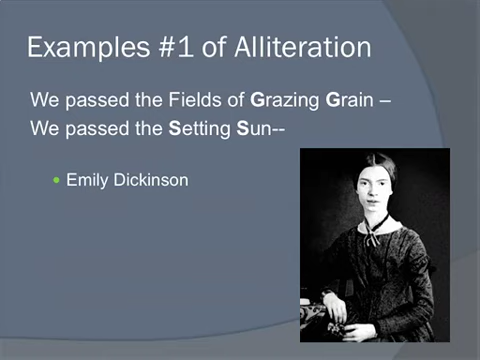 Examples #1 of Alliteration
We passed the Fields of Grazing Grain –
We passed the Setting Sun--
Emily Dickinson